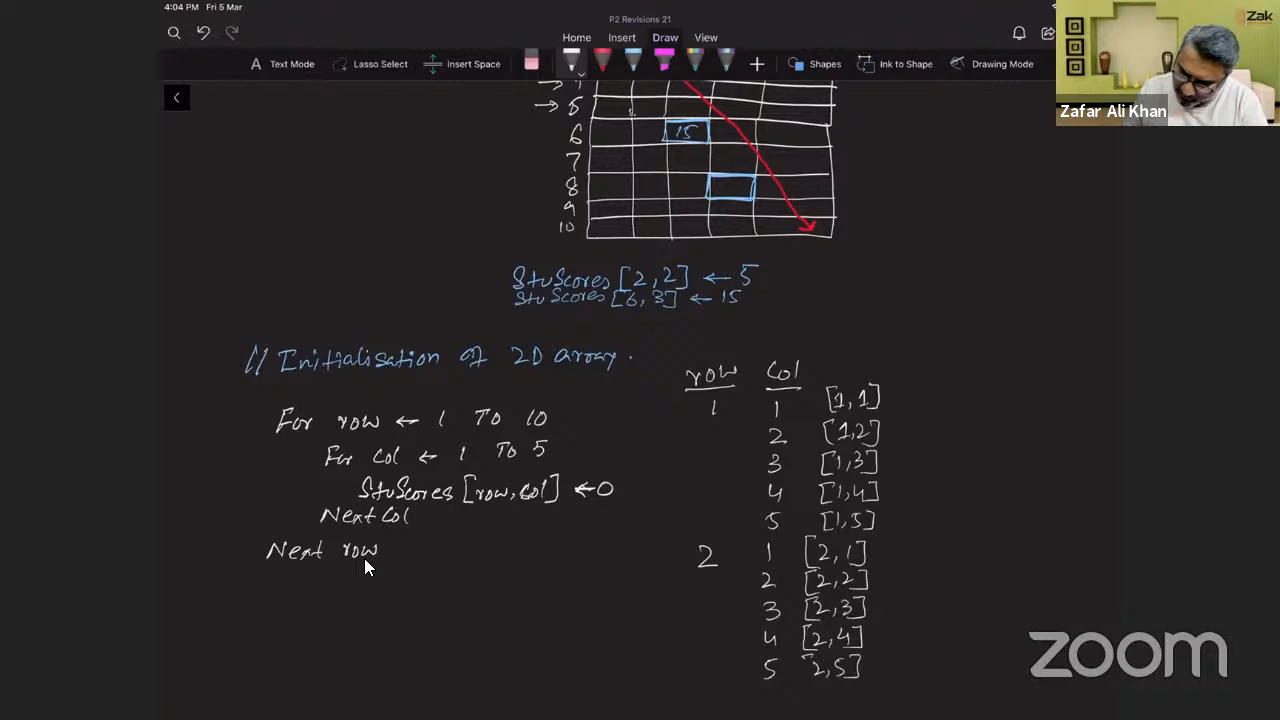 4:04 PM Fri 5 Mar
P2 Revisions 21
Home Insert Draw View
Text Mode Lasso Select Insert Space Shapes Ink to Shape Drawing Mode
Zak
Zafar Ali Khan
→ 5
6 15
7
8
9
10
StuScores [2,2] ← 5
StuScores [6,3] ← 15
// Initialisation of 2D array.
For row ← 1 To 10
For Col ← 1 To 5
StuScores [row, col] ← 0
Next Col
Next row
row Col
1 1 [1,1]
2 [1,2]
3 [1,3]
4 [1,4]
5 [1,5]
2 1 [2,1]
2 [2,2]
3 [2,3]
4 [2,4]
5 [2,5]
zoom